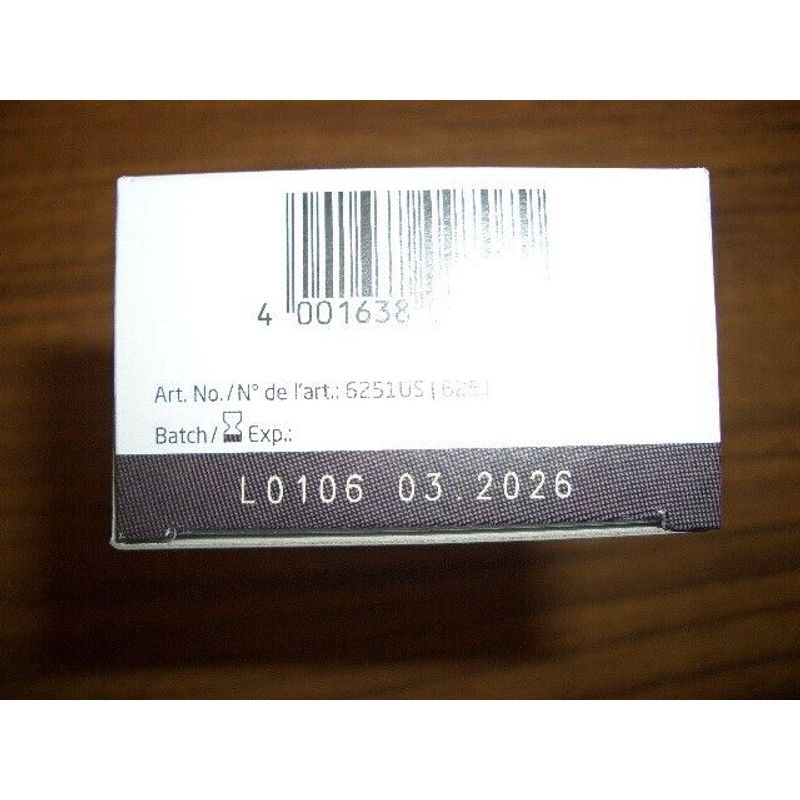 4 001638
Art. No./N° de l'art.: 6251US
Batch/ Exp.:
L0106 03.2026